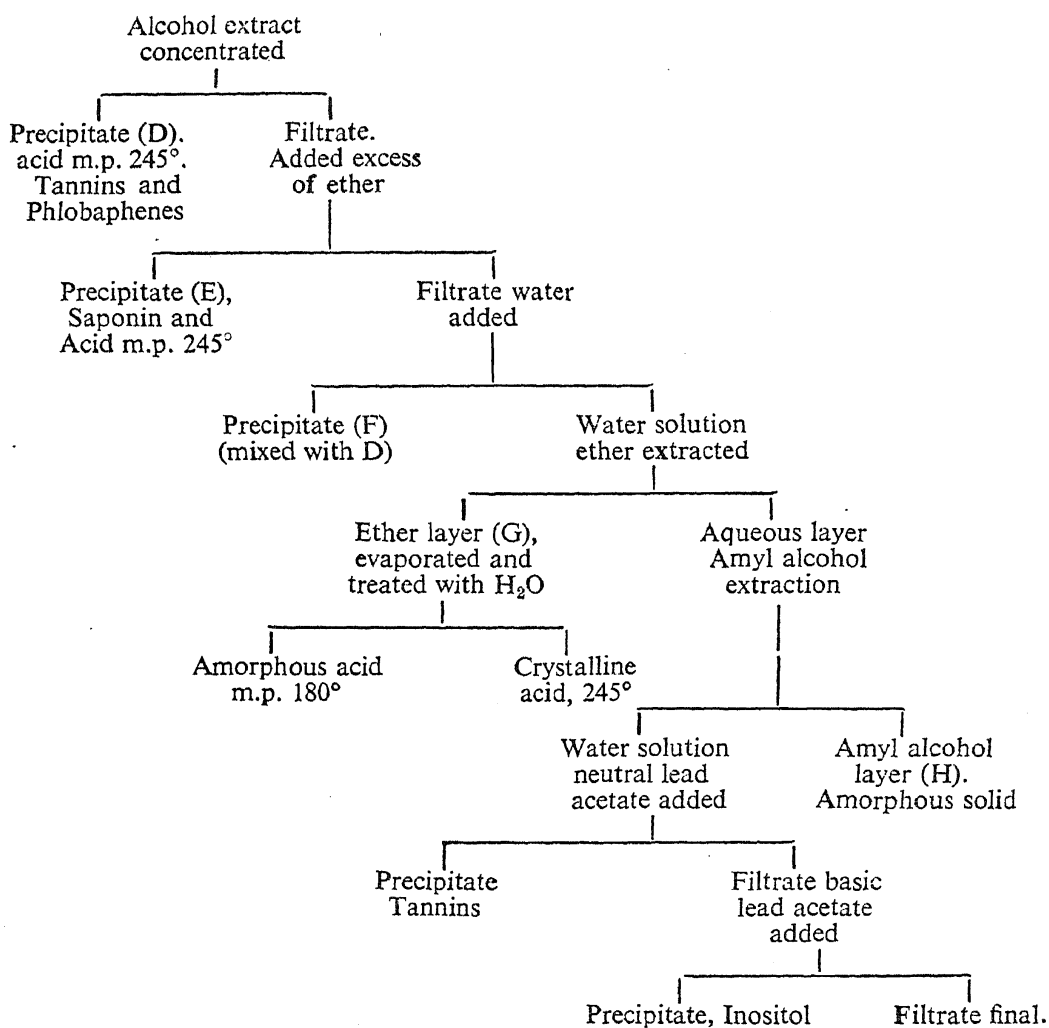 Alcohol extract
concentrated
Precipitate (D).
acid m.p. 245°.
Tannins and
Phlobaphenes
Filtrate.
Added excess
of ether
Precipitate (E),
Saponin and
Acid m.p. 245°
Filtrate water
added
Precipitate (F)
(mixed with D)
Water solution
ether extracted
Ether layer (G),
evaporated and
treated with H₂O
Aqueous layer
Amyl alcohol
extraction
Amorphous acid
m.p. 180°
Crystalline
acid, 245°
Water solution
neutral lead
acetate added
Amyl alcohol
layer (H).
Amorphous solid
Precipitate
Tannins
Filtrate basic
lead acetate
added
Precipitate, Inositol
Filtrate final.